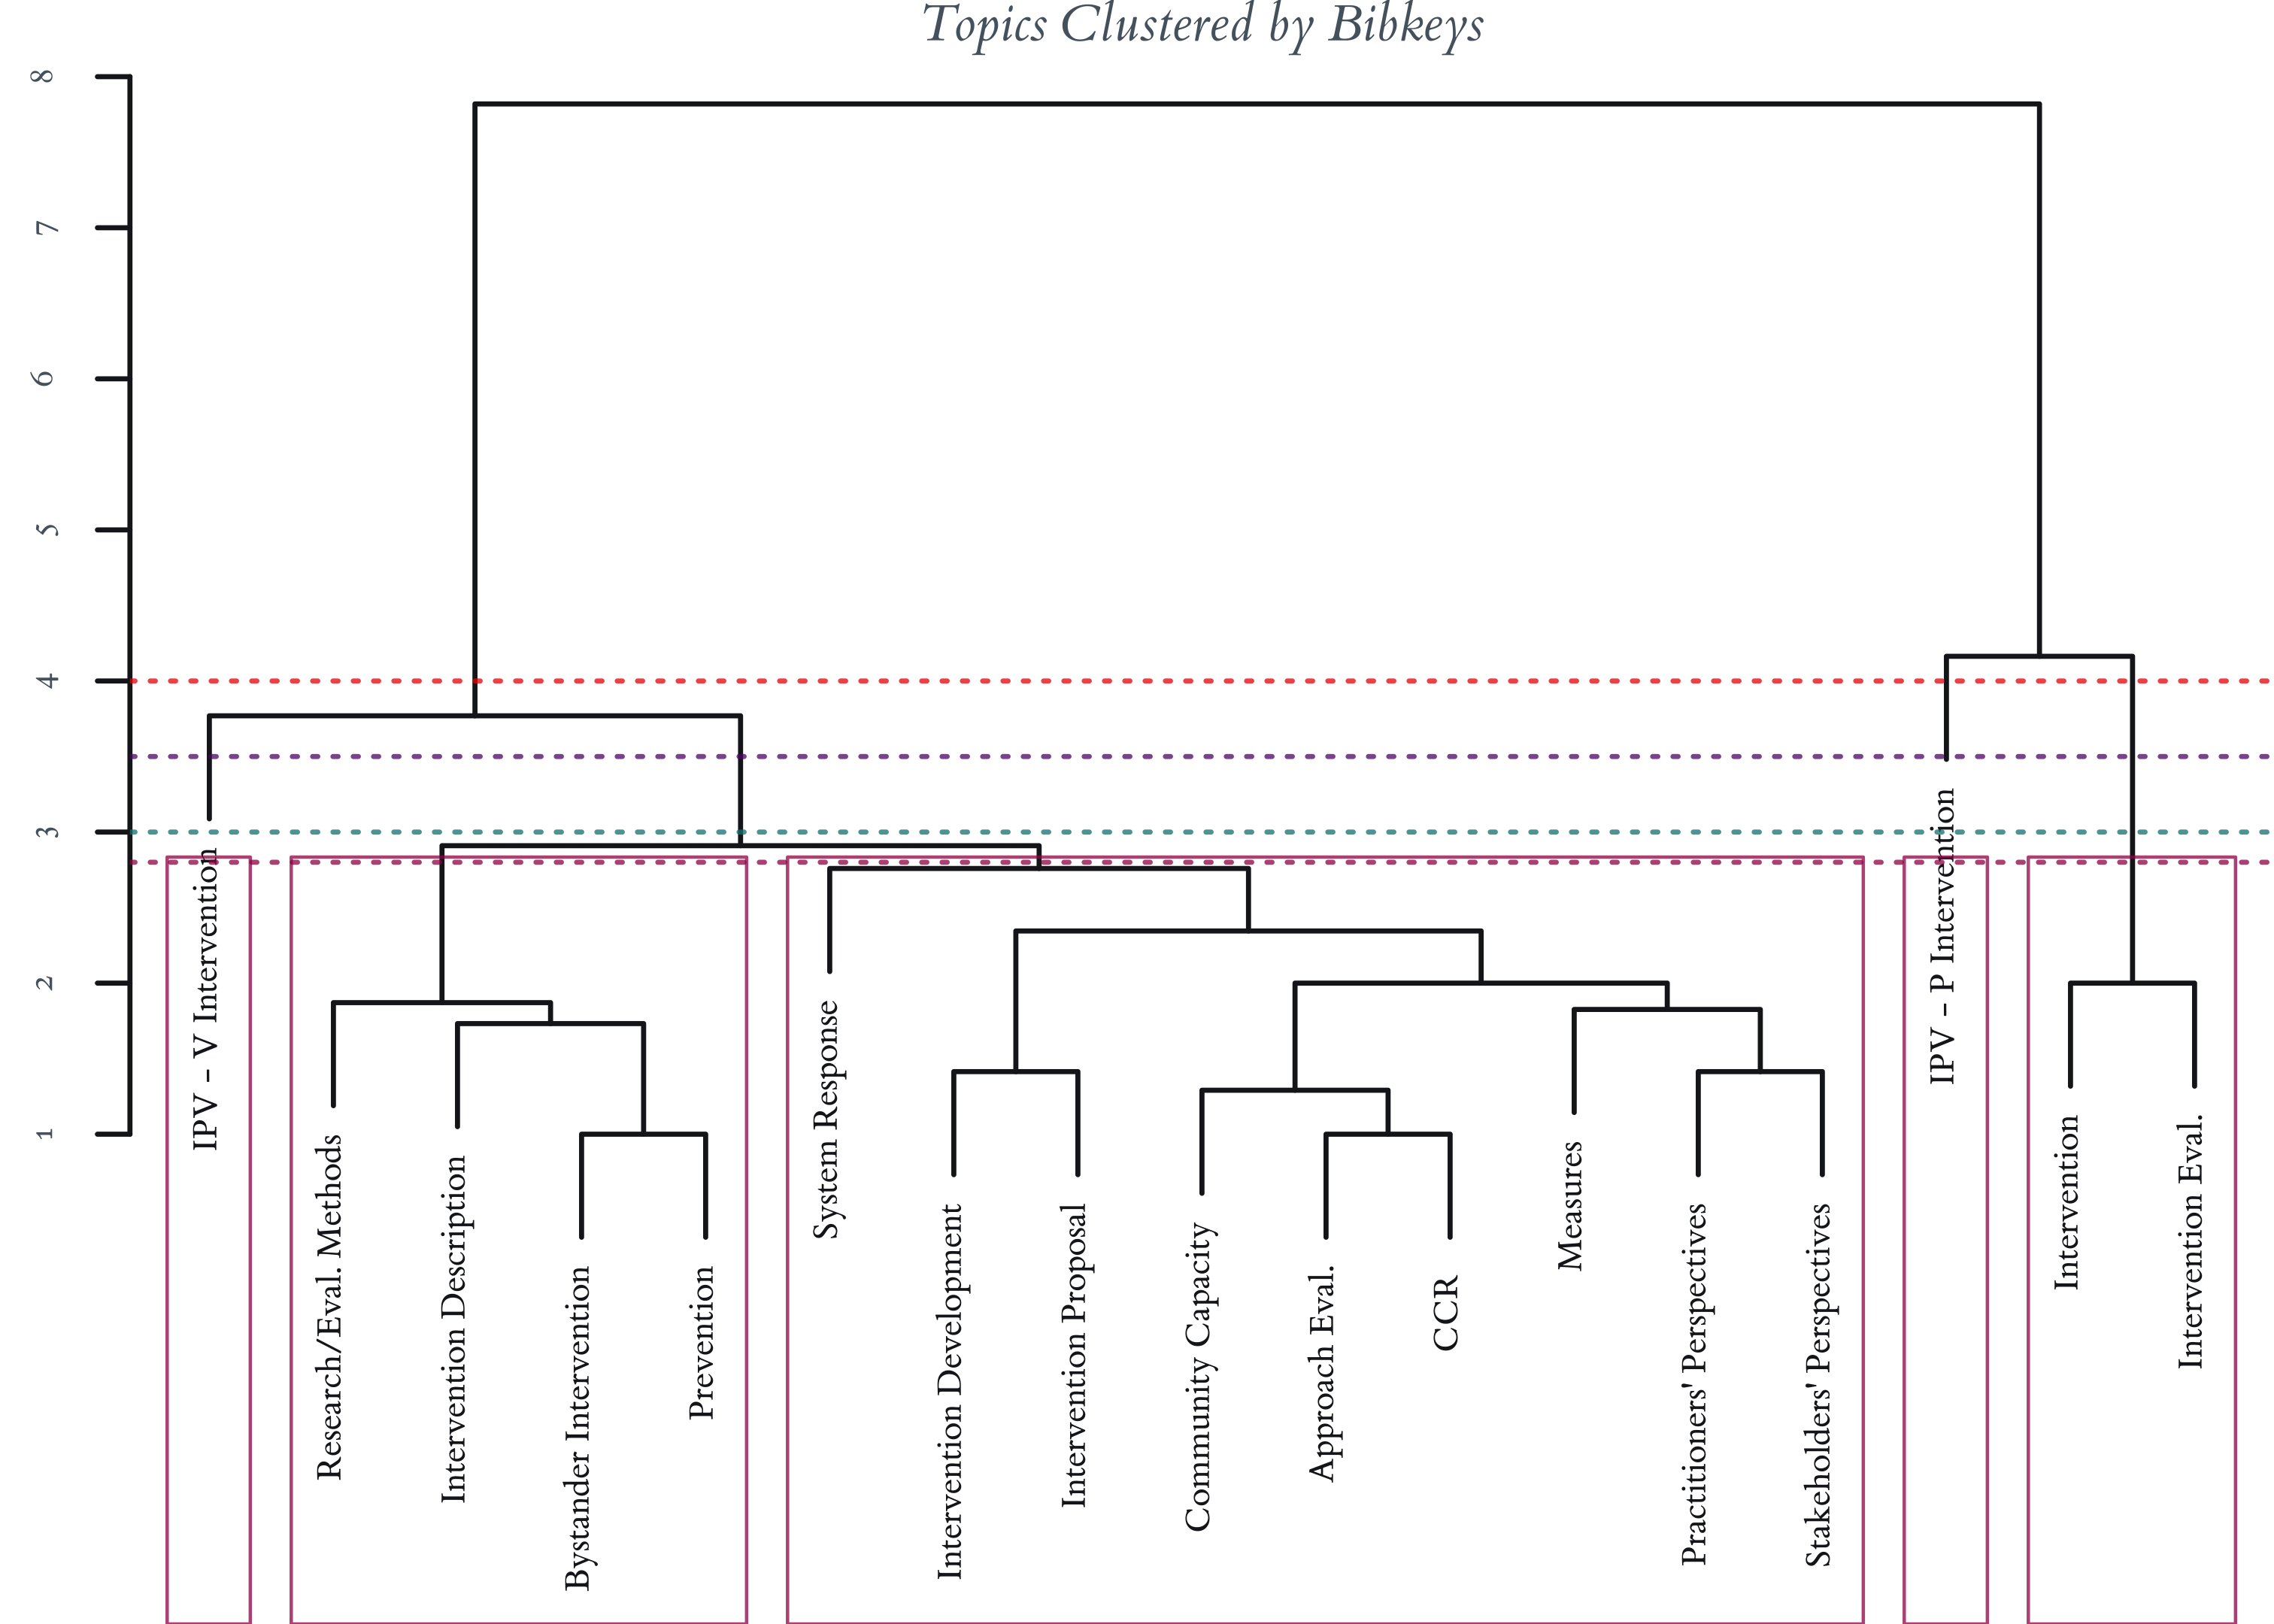 Topics Clustered by Bibkeys
8
7
6
5
4
3
2
1
IPV - V Intervention
Research/Eval. Methods
Intervention Description
Bystander Intervention
Prevention
System Response
Intervention Development
Intervention Proposal
Community Capacity
Approach Eval.
CCR
Measures
Practitioners' Perspectives
Stakeholders' Perspectives
IPV - P Intervention
Intervention
Intervention Eval.